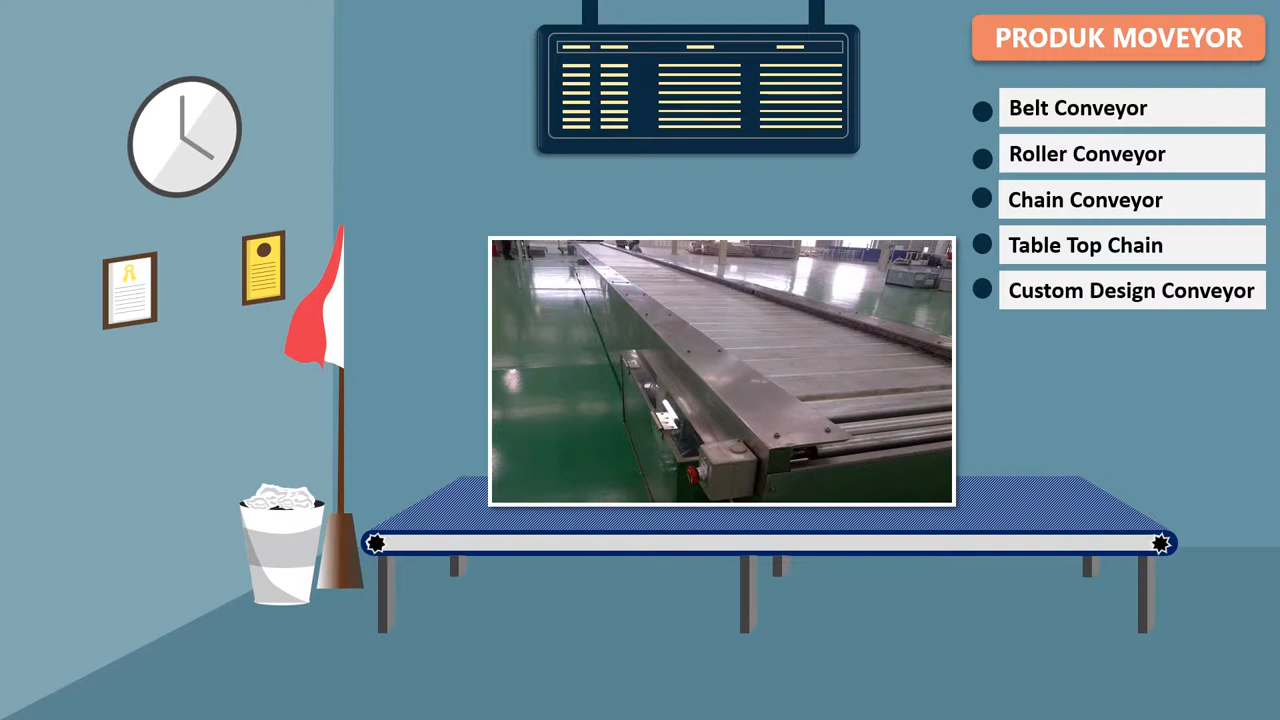 PRODUK MOVEYOR
Belt Conveyor
Roller Conveyor
Chain Conveyor
Table Top Chain
Custom Design Conveyor